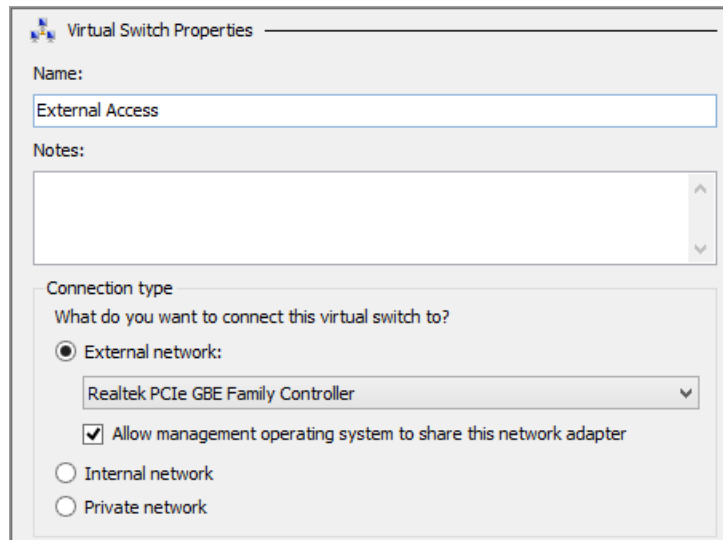 Virtual Switch Properties
Name:
External Access
Notes:
Connection type
What do you want to connect this virtual switch to?
External network:
Realtek PCIe GBE Family Controller
Allow management operating system to share this network adapter
Internal network
Private network